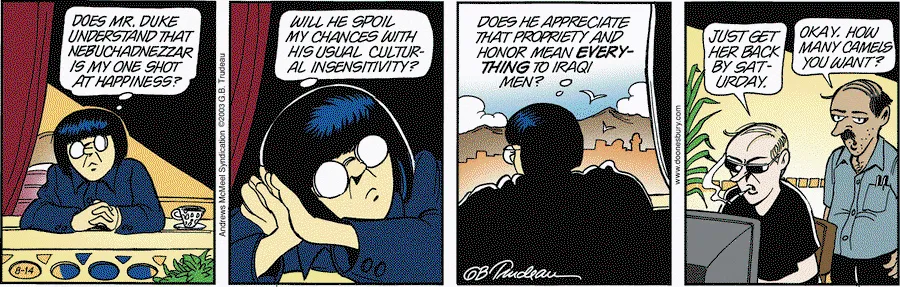 DOES MR. DUKE
UNDERSTAND THAT
NEBUCHADNEZZAR
IS MY ONE SHOT
AT HAPPINESS?
8-14
Andrews McMeel Syndication ©2003 G.B. Trudeau
WILL HE SPOIL
MY CHANCES WITH
HIS USUAL CULTUR-
AL INSENSITIVITY?
DOES HE APPRECIATE
THAT PROPRIETY AND
HONOR MEAN EVERY-
THING TO IRAQI
MEN?
GB Trudeau
www.doonesbury.com
JUST GET
HER BACK
BY SAT-
URDAY.
OKAY. HOW
MANY CAMELS
YOU WANT?